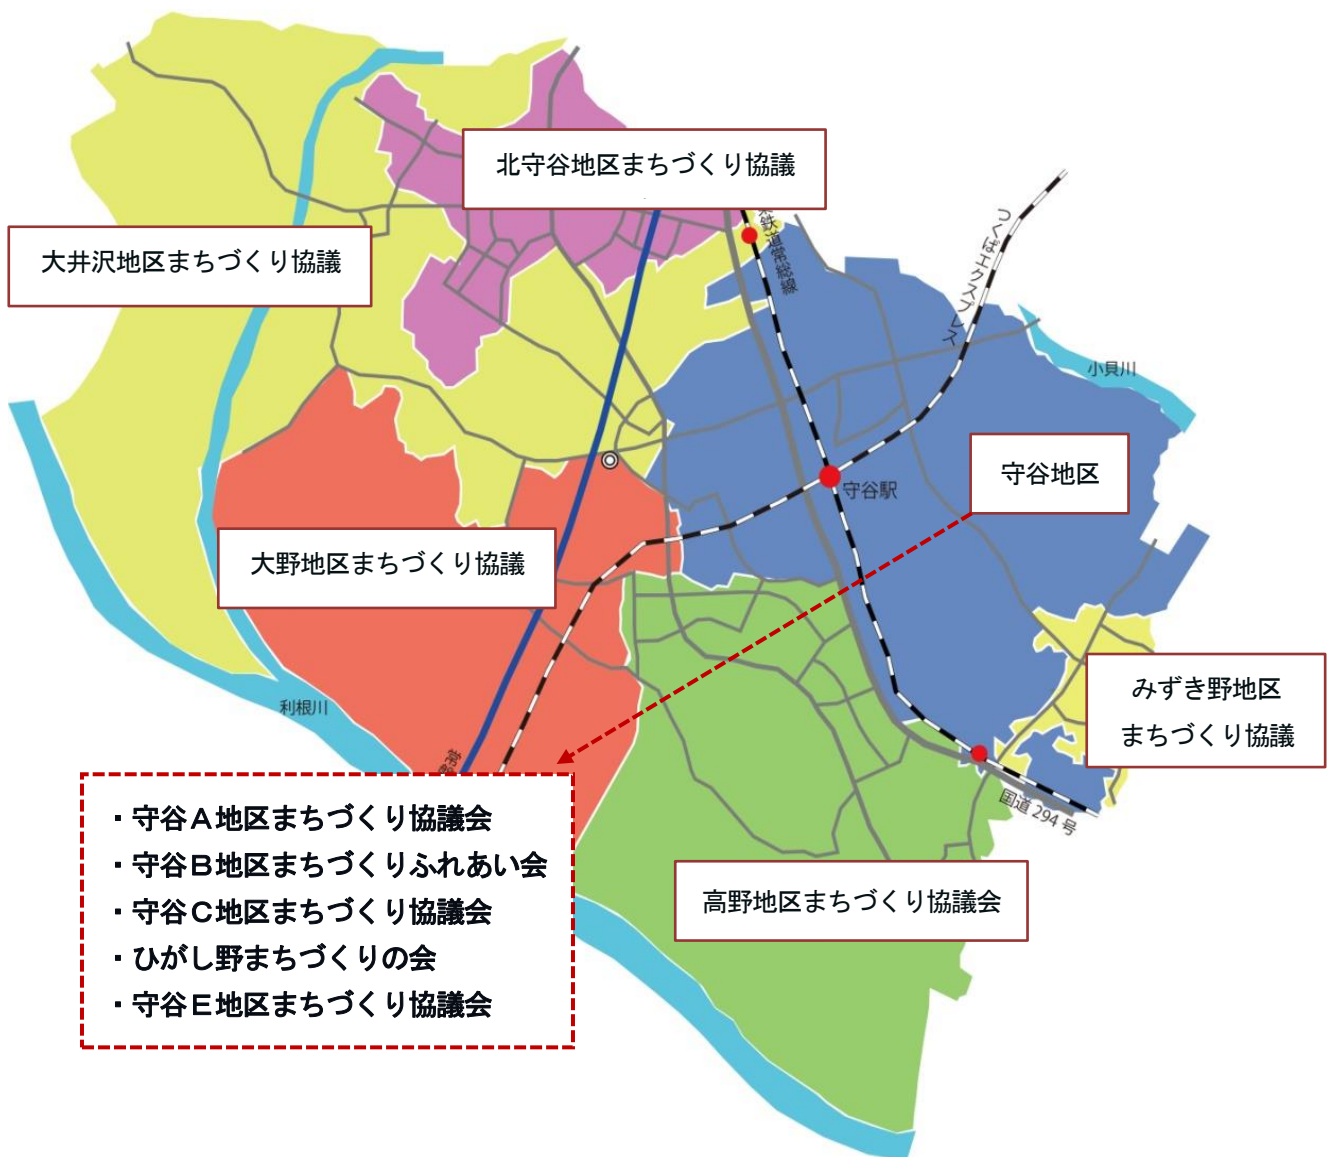 北守谷地区まちづくり協議
大井沢地区まちづくり協議
鉄道常総線
つくばエクスプレス
小貝川
守谷地区
守谷駅
大野地区まちづくり協議
みずき野地区
まちづくり協議
利根川
常
国道 294 号
・守谷A地区まちづくり協議会
・守谷B地区まちづくりふれあい会
・守谷C地区まちづくり協議会
・ひがし野まちづくりの会
・守谷E地区まちづくり協議会
高野地区まちづくり協議会